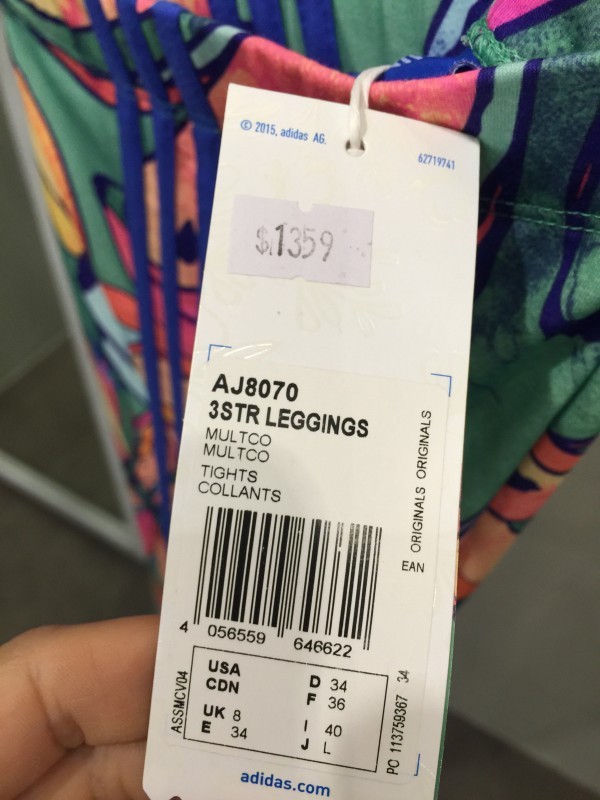 © 2015, adidas AG.
62719741
$1359
AJ8070
3STR LEGGINGS
MULTCO
MULTCO
TIGHTS
COLLANTS
ORIGINALS ORIGINALS
EAN
4 056559 646622
ASSMCV04
USA
CDN
UK 8
E 34
D 34
F 36
I 40
J L
PO 113759367 34
adidas.com